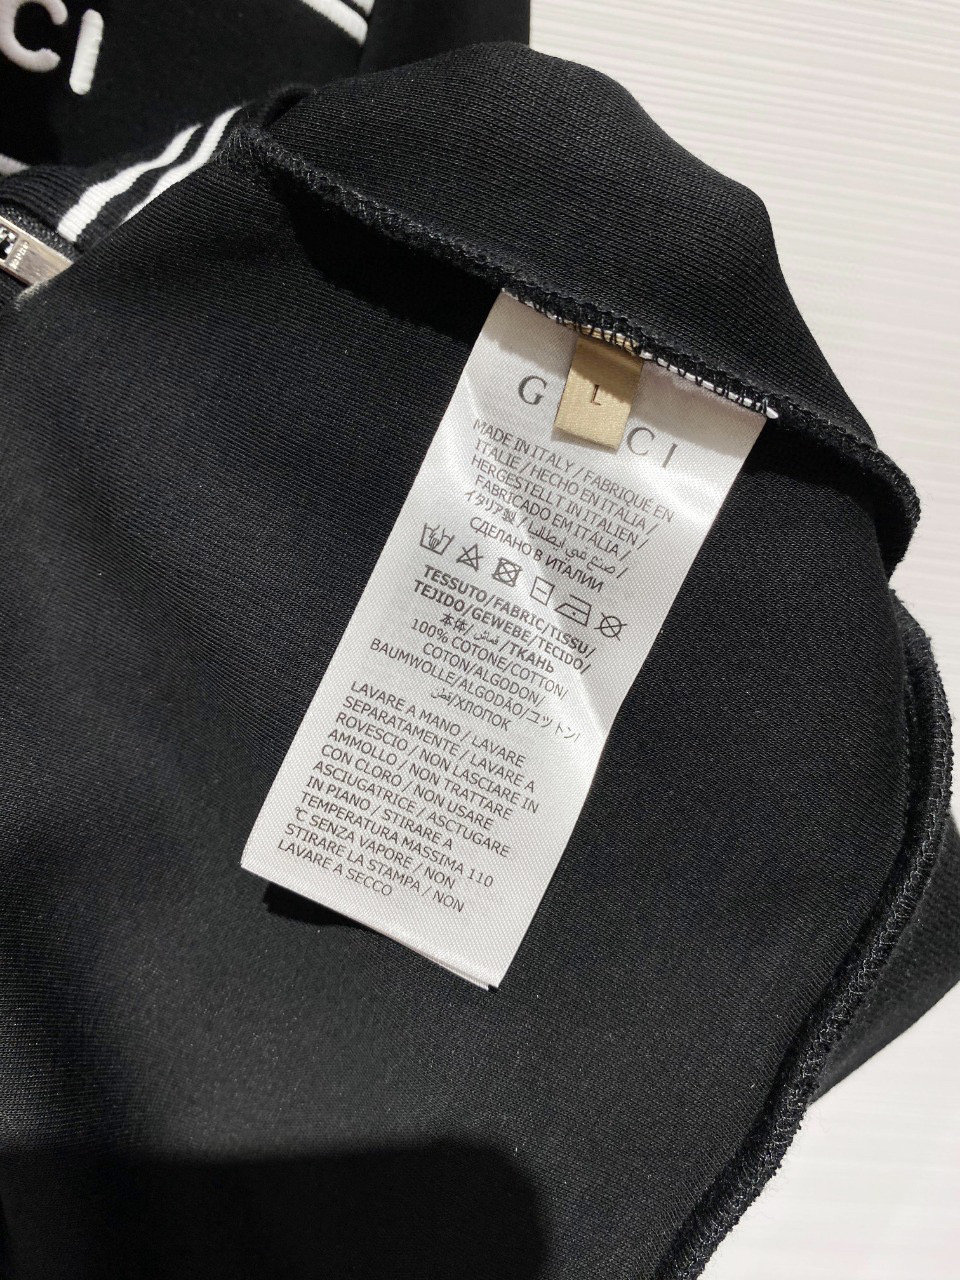 CI
G CCI
L
MADE IN ITALY / FABRIQUÉ EN
ITALIE / HECHO EN ITALIA /
HERGESTELLT IN ITALIEN /
FABRICADO EM ITALIA /
イタリア製 / صنع في ايطاليا /
СДЕЛАНО В ИТАЛИИ
TESSUTO/FABRIC/TISSU/
TEJIDO/GEWEBE/TECIDO/
本体/قماش/ТКАНЬ
100% COTONE/COTTON/
COTON/ALGODON/
BAUMWOLLE/ALGODÃO/コットン/
قطن/ХЛОПОК
LAVARE A MANO / LAVARE
SEPARATAMENTE / LAVARE A
ROVESCIO / NON LASCIARE IN
AMMOLLO / NON TRATTARE
CON CLORO / NON USARE
ASCIUGATRICE / ASCTUGARE
IN PIANO / STIRARE A
TEMPERATURA MASSIMA 110
°C SENZA VAPORE / NON
STIRARE LA STAMPA / NON
LAVARE A SECCO